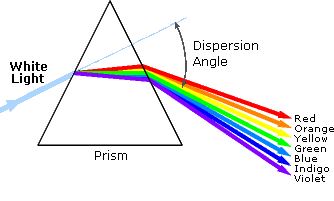 White
Light
Dispersion
Angle
Prism
Red
Orange
Yellow
Green
Blue
Indigo
Violet